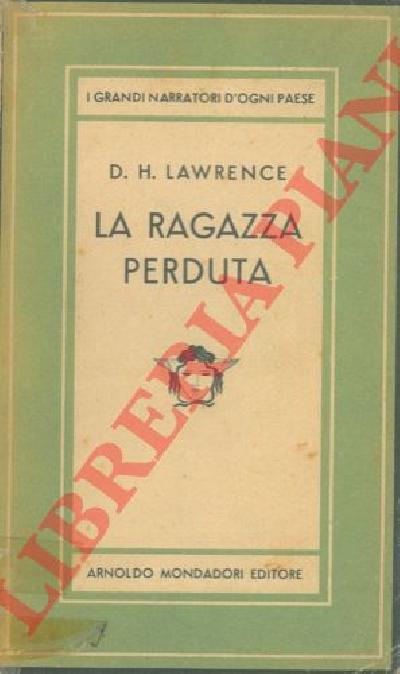 I GRANDI NARRATORI D'OGNI PAESE
D. H. LAWRENCE
LA RAGAZZA
PERDUTA
ARNOLDO MONDADORI EDITORE
LIBRERIA PIANI